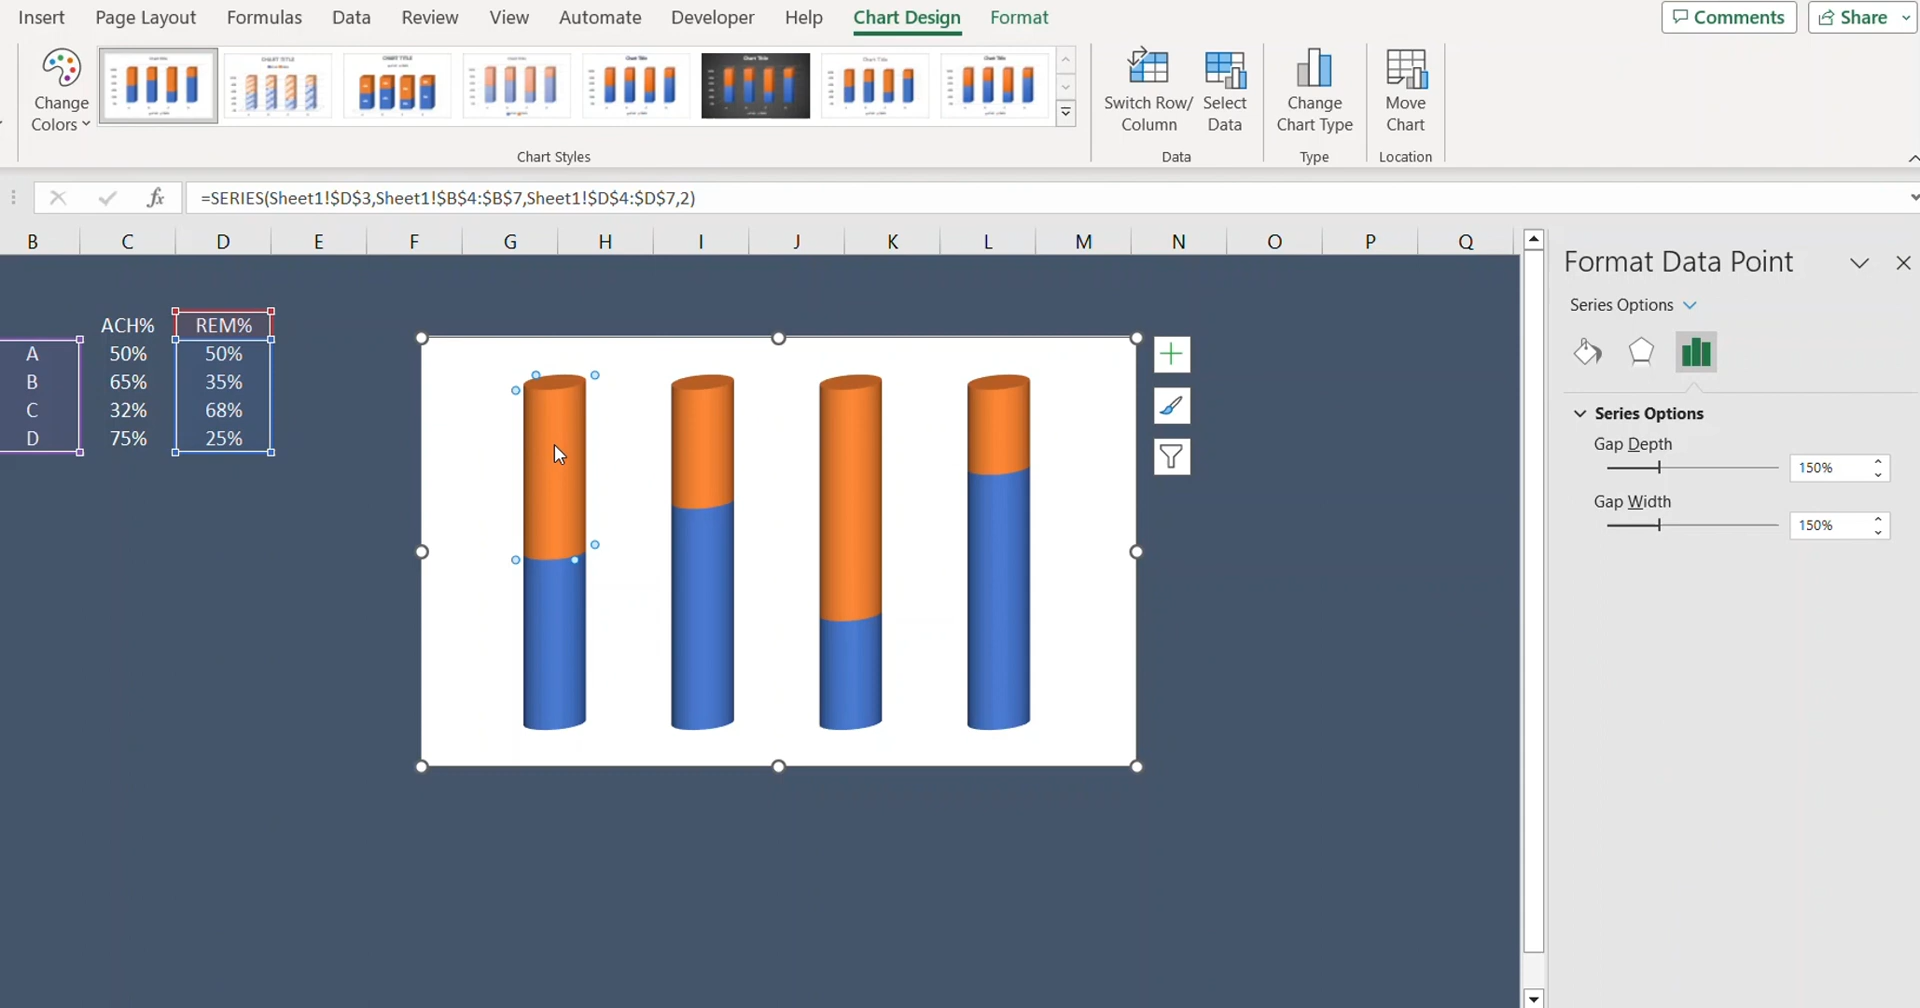 Insert Page Layout Formulas Data Review View Automate Developer Help Chart Design Format Comments Share
Change
Colors
Switch Row/
Column
Select
Data
Change
Chart Type
Move
Chart
Chart Styles Data Type Location
fx =SERIES(Sheet1!$D$3,Sheet1!$B$4:$B$7,Sheet1!$D$4:$D$7,2)
B C D E F G H I J K L M N O P Q
ACH% REM%
A 50% 50%
B 65% 35%
C 32% 68%
D 75% 25%
Format Data Point
Series Options
Series Options
Gap Depth
150%
Gap Width
150%